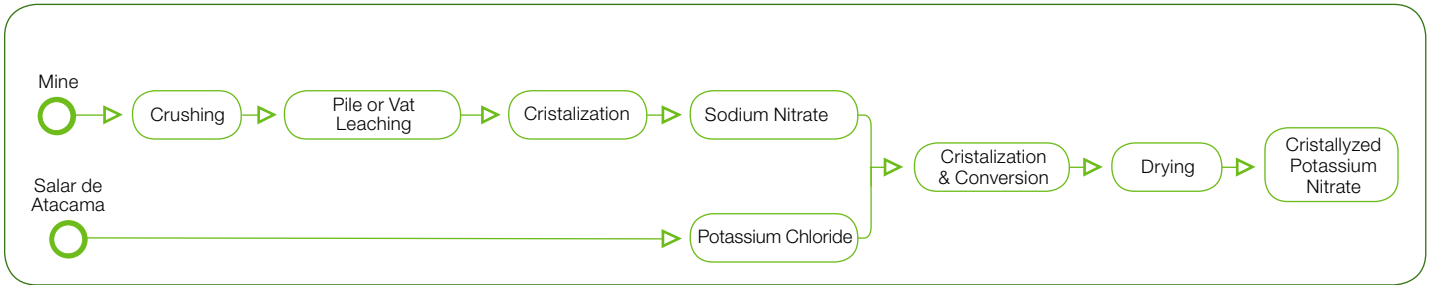 Mine
Crushing
Pile or Vat
Leaching
Cristalization
Sodium Nitrate
Salar de
Atacama
Potassium Chloride
Cristalization
& Conversion
Drying
Cristallyzed
Potassium
Nitrate